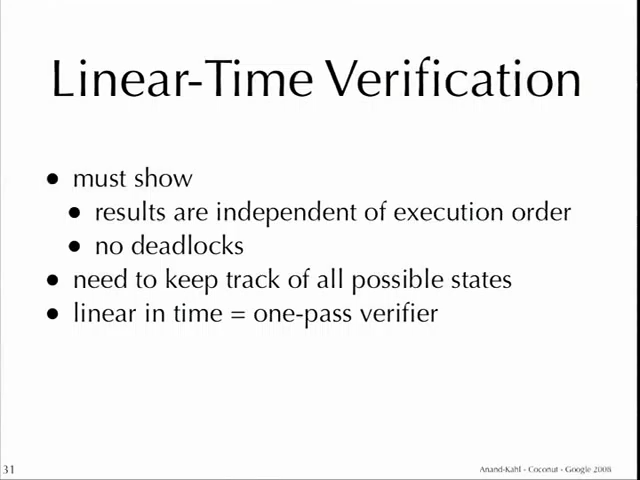 Linear-Time Verification
• must show
• results are independent of execution order
• no deadlocks
• need to keep track of all possible states
• linear in time = one-pass verifier
31
Anand-Kahl - Coconut - Google 2008